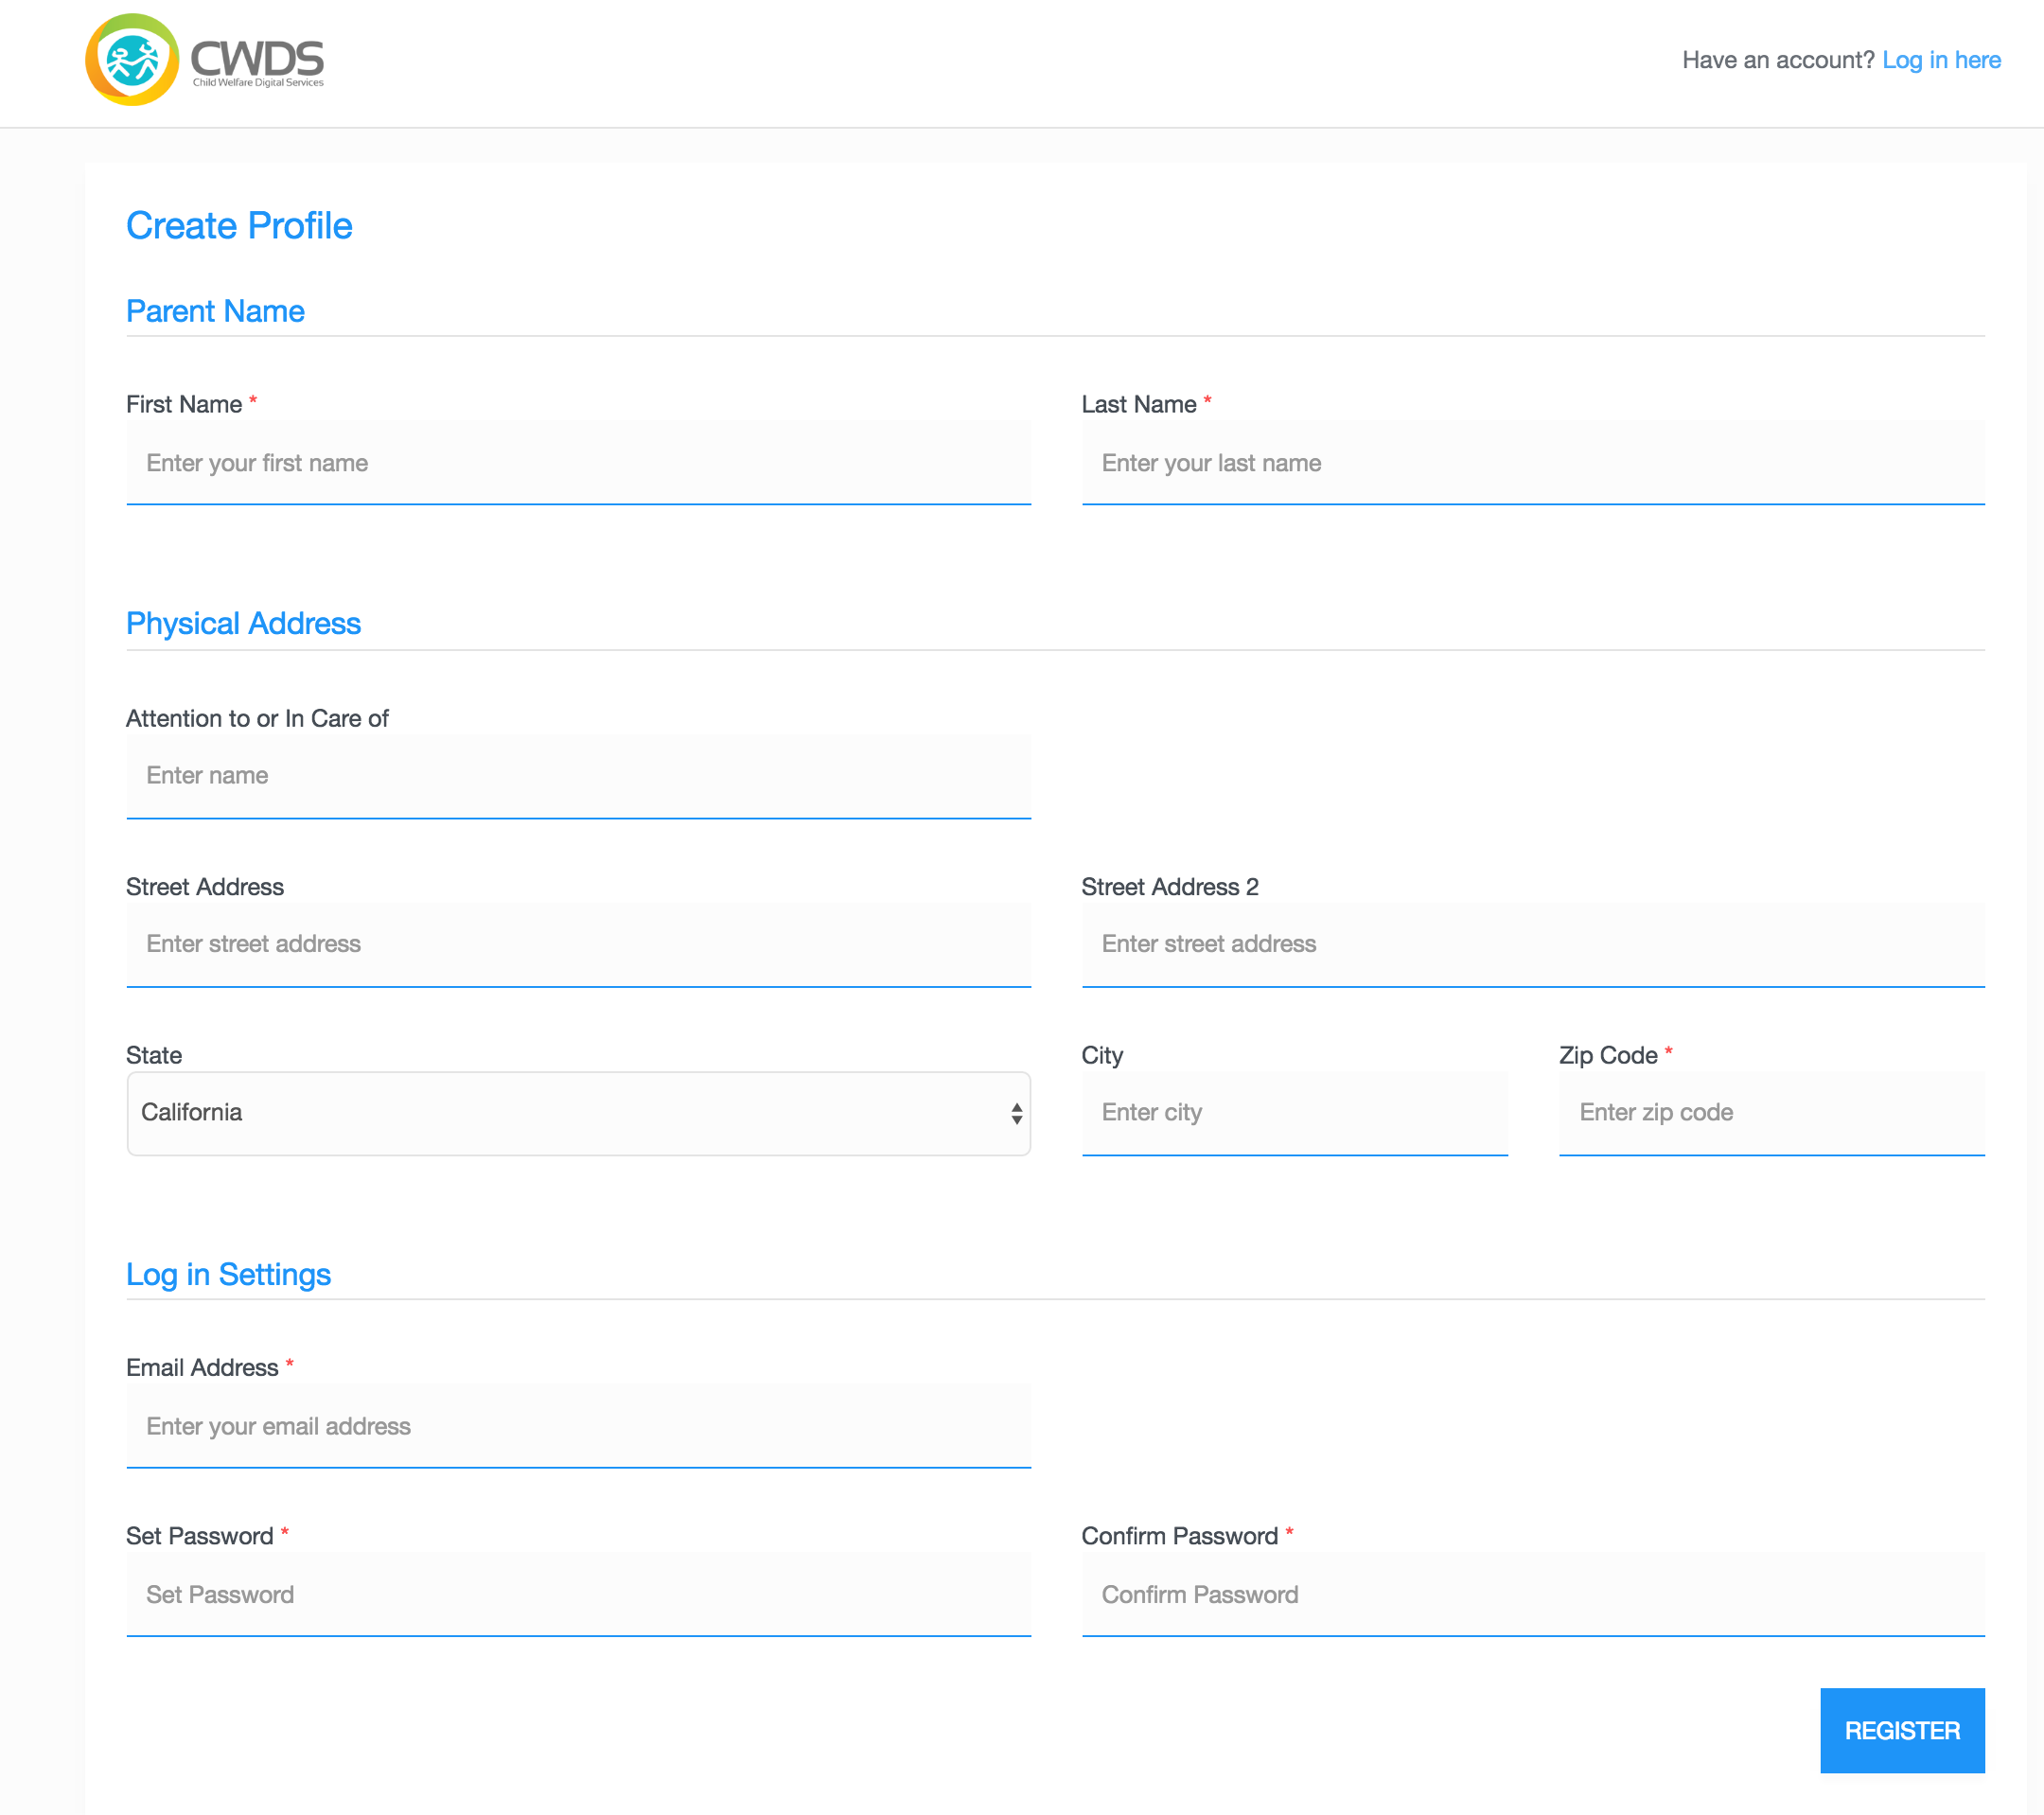 CWDS
Child Welfare Digital Services
Have an account? Log in here
Create Profile
Parent Name
First Name * Last Name *
Enter your first name Enter your last name
Physical Address
Attention to or In Care of
Enter name
Street Address Street Address 2
Enter street address Enter street address
State City Zip Code *
California Enter city Enter zip code
Log in Settings
Email Address *
Enter your email address
Set Password * Confirm Password *
Set Password Confirm Password
REGISTER